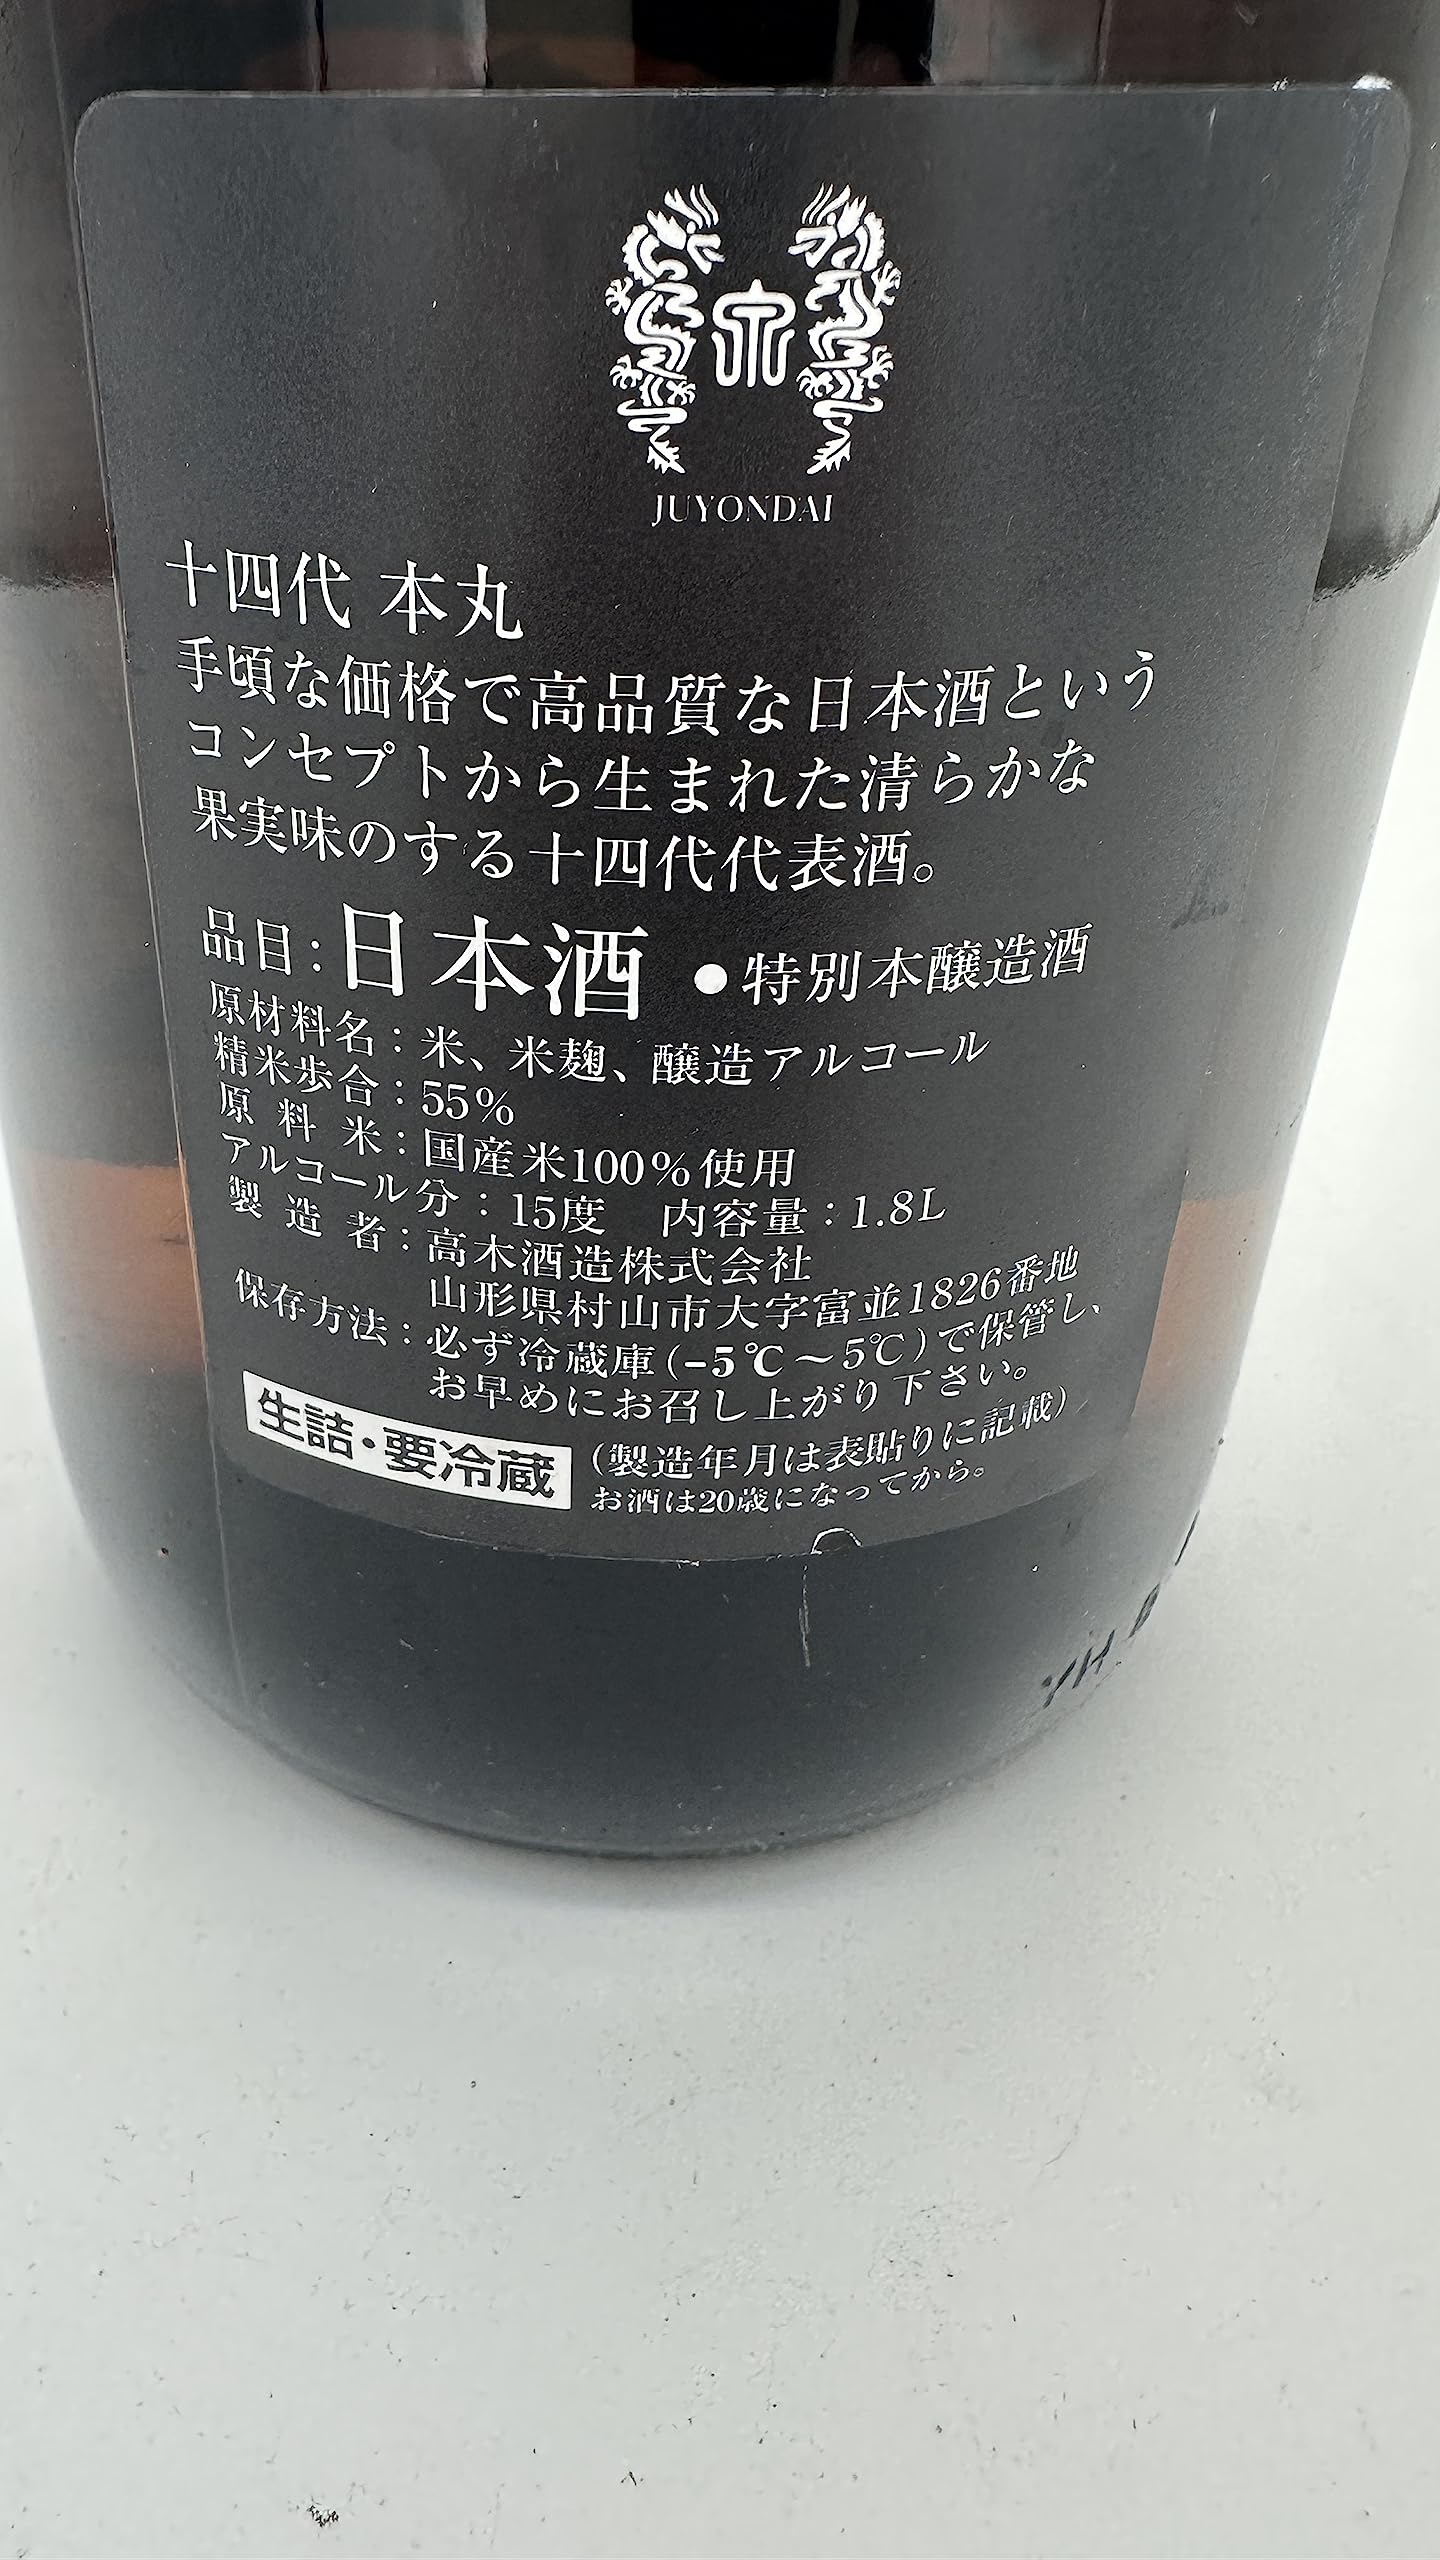 JUYONDAI
十四代 本丸
手頃な価格で高品質な日本酒という
コンセプトから生まれた清らかな
果実味のする十四代代表酒。
品目：日本酒 ●特別本醸造酒
原材料名：米、米麹、醸造アルコール
精米歩合：55%
原料米：国産米100%使用
アルコール分：15度 内容量：1.8L
製造者：高木酒造株式会社
山形県村山市大字富並1826番地
保存方法：必ず冷蔵庫(-5℃～5℃)で保管し、
お早めにお召し上がり下さい。
生詰・要冷蔵 (製造年月は表貼りに記載)
お酒は20歳になってから。